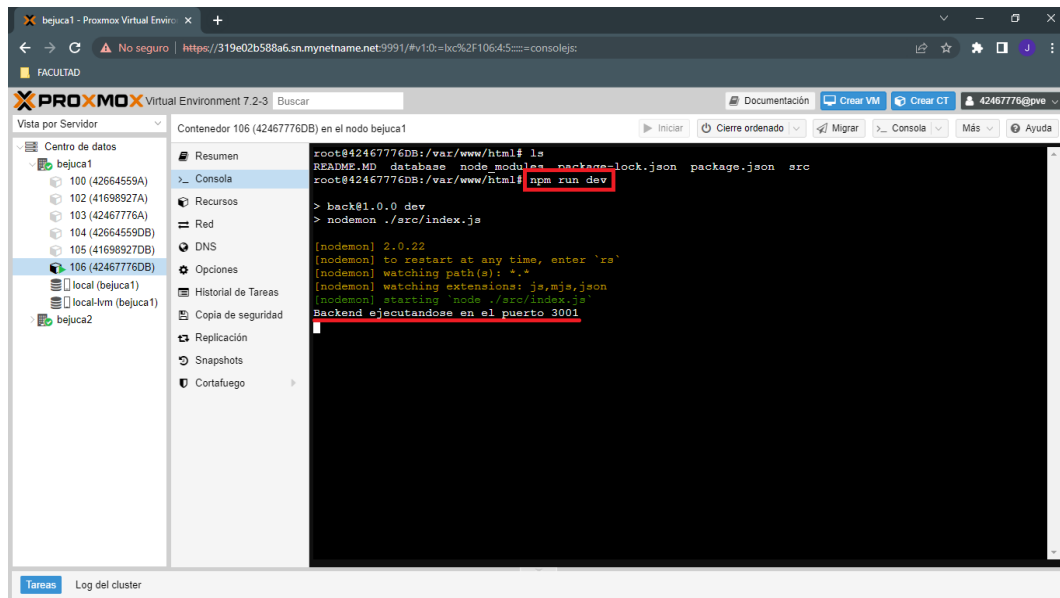 bejuca1 - Proxmox Virtual Enviro
No seguro | https://319e02b588a6.sn.mynetname.net:9991/#v1:0:=lxc%2F106:4:5:::::=consolejs:
J
FACULTAD
PROXMOX Virtual Environment 7.2-3 Buscar
Documentación Crear VM Crear CT 42467776@pve
Vista por Servidor
Contenedor 106 (42467776DB) en el nodo bejuca1
Iniciar Cierre ordenado Migrar >_ Consola Más Ayuda
Centro de datos
bejuca1
100 (42664559A)
102 (41698927A)
103 (42467776A)
104 (42664559DB)
105 (41698927DB)
106 (42467776DB)
local (bejuca1)
local-lvm (bejuca1)
bejuca2
Resumen
>_ Consola
Recursos
Red
DNS
Opciones
Historial de Tareas
Copia de seguridad
Replicación
Snapshots
Cortafuego
root@42467776DB:/var/www/html# ls
README.MD database node_modules package-lock.json package.json src
root@42467776DB:/var/www/html# npm run dev
> back@1.0.0 dev
> nodemon ./src/index.js
[nodemon] 2.0.22
[nodemon] to restart at any time, enter `rs`
[nodemon] watching path(s): *.*
[nodemon] watching extensions: js,mjs,json
[nodemon] starting `node ./src/index.js`
Backend ejecutandose en el puerto 3001
Tareas Log del cluster